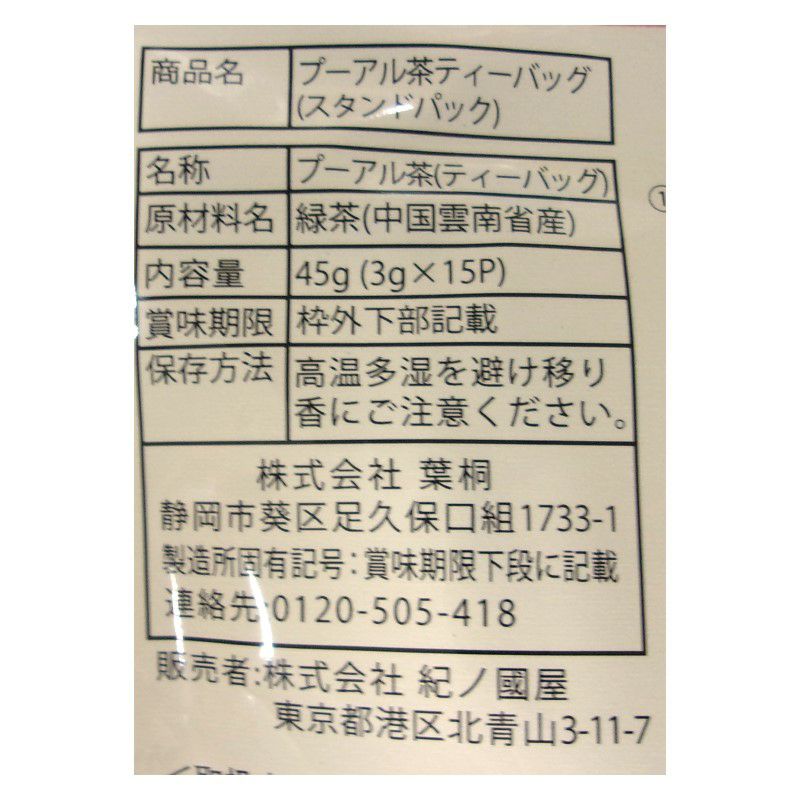 商品名 プーアル茶ティーバッグ
(スタンドパック)
名称 プーアル茶(ティーバッグ)
原材料名 緑茶(中国雲南省産)
内容量 45g (3g×15P)
賞味期限 枠外下部記載
保存方法 高温多湿を避け移り
香にご注意ください。
株式会社 葉桐
静岡市葵区足久保口組1733-1
製造所固有記号：賞味期限下段に記載
連絡先:0120-505-418
販売者:株式会社 紀ノ國屋
東京都港区北青山3-11-7